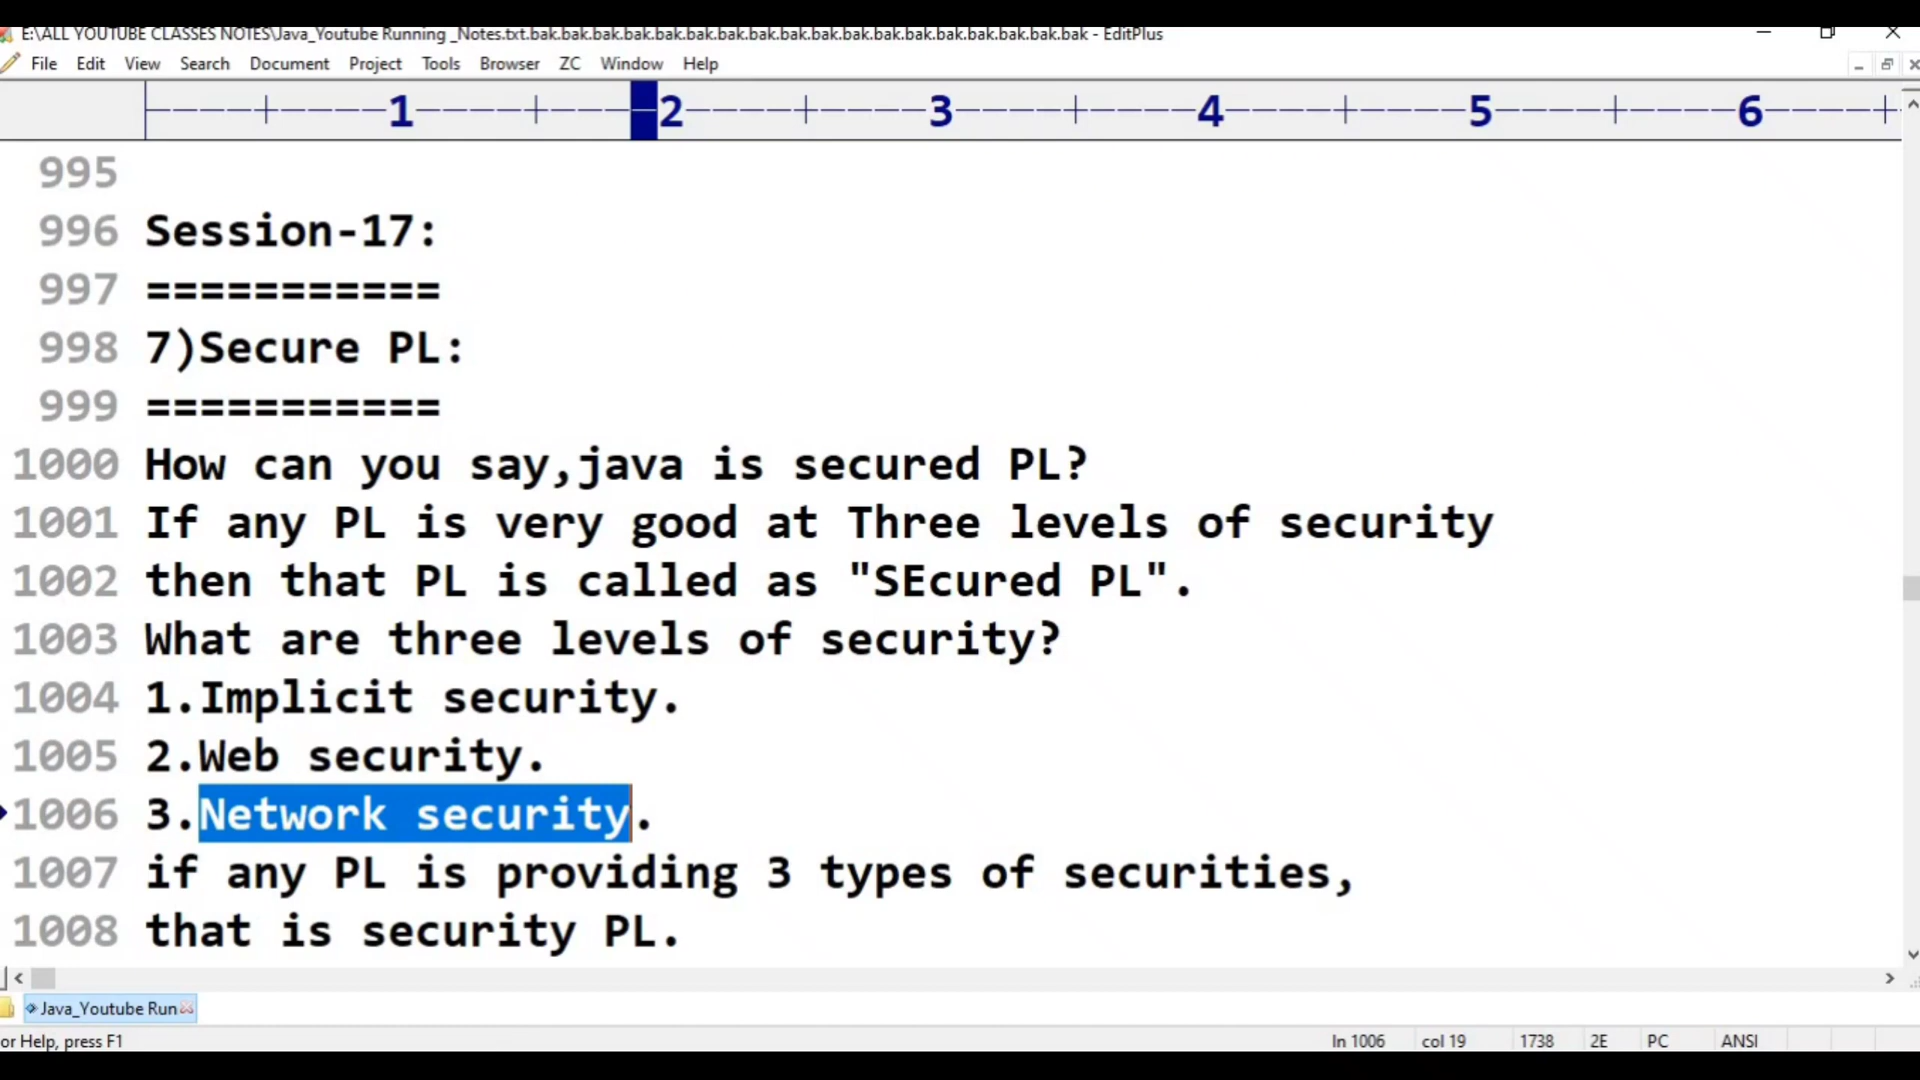 E:\ALL YOUTUBE CLASSES NOTES\Java_Youtube Running _Notes.txt.bak.bak.bak.bak.bak.bak.bak.bak.bak.bak.bak.bak.bak.bak.bak.bak.bak.bak - EditPlus
File Edit View Search Document Project Tools Browser ZC Window Help
1 2 3 4 5 6
995
996 Session-17:
997 ===========
998 7)Secure PL:
999 ===========
1000 How can you say,java is secured PL?
1001 If any PL is very good at Three levels of security
1002 then that PL is called as "SEcured PL".
1003 What are three levels of security?
1004 1.Implicit security.
1005 2.Web security.
1006 3.Network security.
1007 if any PL is providing 3 types of securities,
1008 that is security PL.
Java_Youtube Run
or Help, press F1 ln 1006 col 19 1738 2E PC ANSI